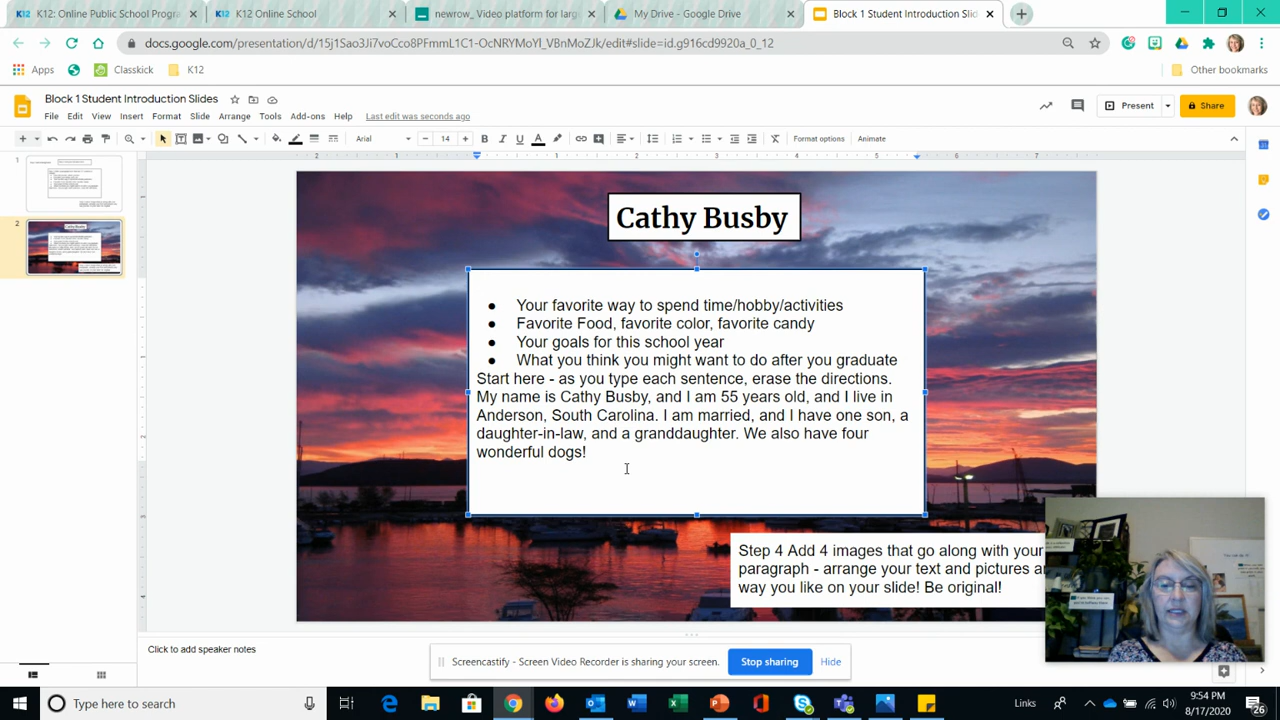 K12: Online Public School Progra
K12 Online School
newrow_ Video platform for larg
My Drive - Google Drive
Block 1 Student Introduction Slid
docs.google.com/presentation/d/15j1Sao3Ji7voCco8PFmmL1C1-OcNRYMoYT_VBnMoZJk/edit#slide=id.g916cd9920a_0_12
Apps
Classkick
K12
Other bookmarks
Block 1 Student Introduction Slides
File Edit View Insert Format Slide Arrange Tools Add-ons Help Last edit was seconds ago
Present
Share
Arial
14
Format options
Animate
1
2
Cathy Busby
● Your favorite way to spend time/hobby/activities
● Favorite Food, favorite color, favorite candy
● Your goals for this school year
● What you think you might want to do after you graduate
Start here - as you type each sentence, erase the directions.
My name is Cathy Busby, and I am 55 years old, and I live in
Anderson, South Carolina. I am married, and I have one son, a
daughter-in-law, and a granddaughter. We also have four
wonderful dogs!
Step 4 Add 4 images that go along with your
paragraph - arrange your text and pictures
way you like on your slide! Be original!
Click to add speaker notes
Screencastify - Screen Video Recorder is sharing your screen.
Stop sharing
Hide
Type here to search
Links
9:54 PM
8/17/2020
26